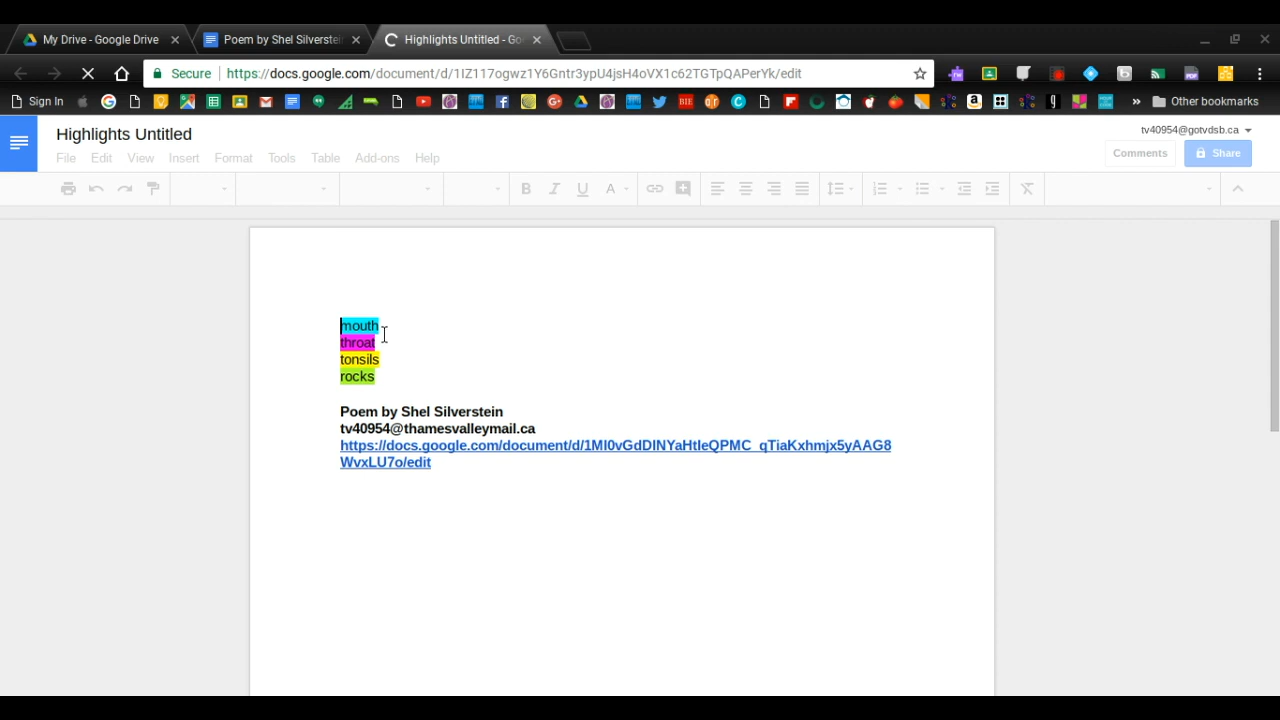 My Drive - Google Drive
Poem by Shel Silverstei
Highlights Untitled - Go
Secure
https://docs.google.com/document/d/1IZ117ogwz1Y6Gntr3ypU4jsH4oVX1c62TGTpQAPerYk/edit
Sign In
Other bookmarks
Highlights Untitled
tv40954@gotvdsb.ca
File Edit View Insert Format Tools Table Add-ons Help
Comments
Share
mouth
throat
tonsils
rocks
Poem by Shel Silverstein
tv40954@thamesvalleymail.ca
https://docs.google.com/document/d/1MI0vGdDINYaHtIeQPMC_qTiaKxhmjx5yAAG8
WvxLU7o/edit